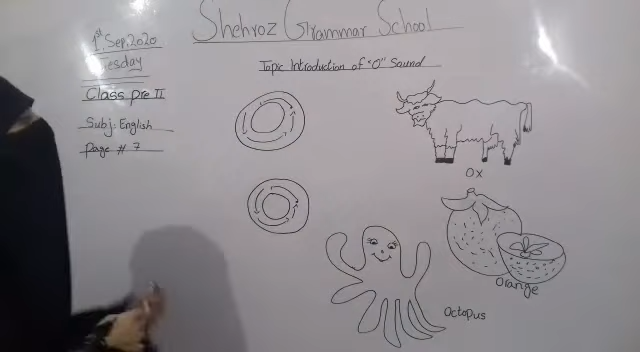 Shehroz Grammar School
1st Sep, 2020
Tuesday
Topic Introduction of "O" Sound
Class Pre II
Subj: English
Page # 7
Ox
Orange
Octopus